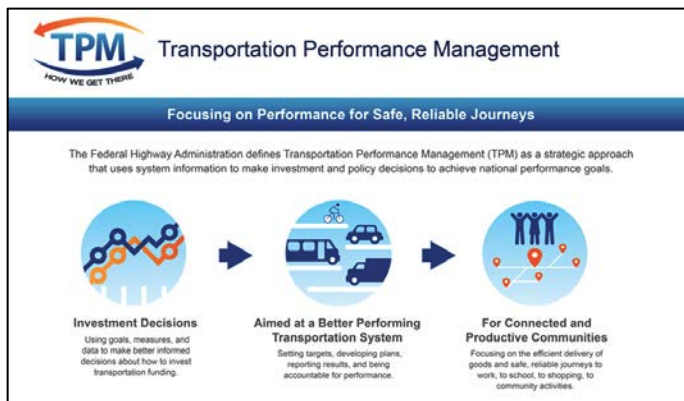 TPM
HOW WE GET THERE
Transportation Performance Management
Focusing on Performance for Safe, Reliable Journeys
The Federal Highway Administration defines Transportation Performance Management (TPM) as a strategic approach
that uses system information to make investment and policy decisions to achieve national performance goals.
Investment Decisions
Using goals, measures, and
data to make better informed
decisions about how to invest
transportation funding.
Aimed at a Better Performing
Transportation System
Setting targets, developing plans,
reporting results, and being
accountable for performance.
For Connected and
Productive Communities
Focusing on the efficient delivery of
goods and safe, reliable journeys to
work, to school, to shopping, to
community activities.